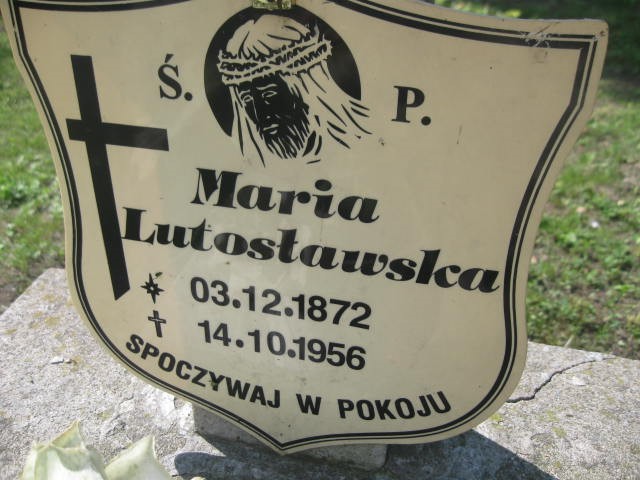 Ś. P.
Maria
Lutosławska
* 03.12.1872
✝ 14.10.1956
SPOCZYWAJ W POKOJU